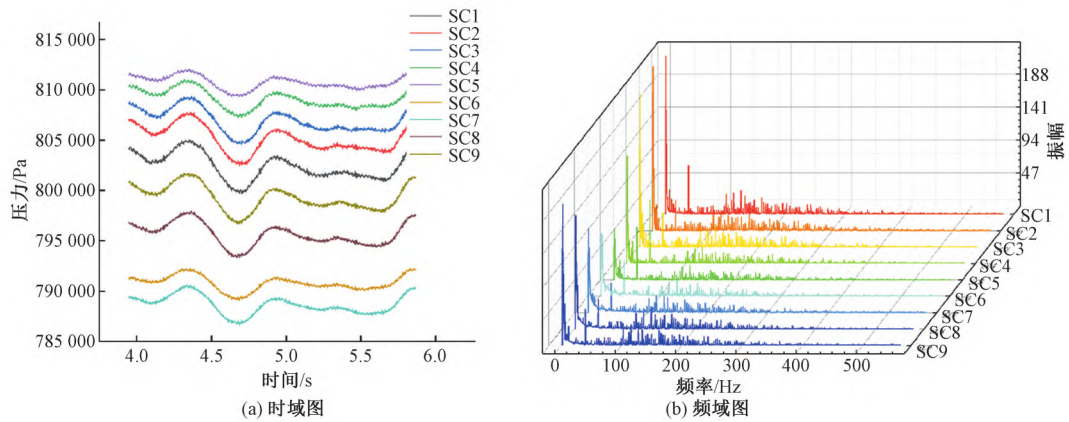 815 000
810 000
805 000
800 000
795 000
790 000
785 000
压力/Pa
4.0 4.5 5.0 5.5 6.0
时间/s
(a) 时域图
SC1
SC2
SC3
SC4
SC5
SC6
SC7
SC8
SC9
188
141
94
47
振幅
SC1
SC2
SC3
SC4
SC5
SC6
SC7
SC8
SC9
0 100 200 300 400 500
频率/Hz
(b) 频域图